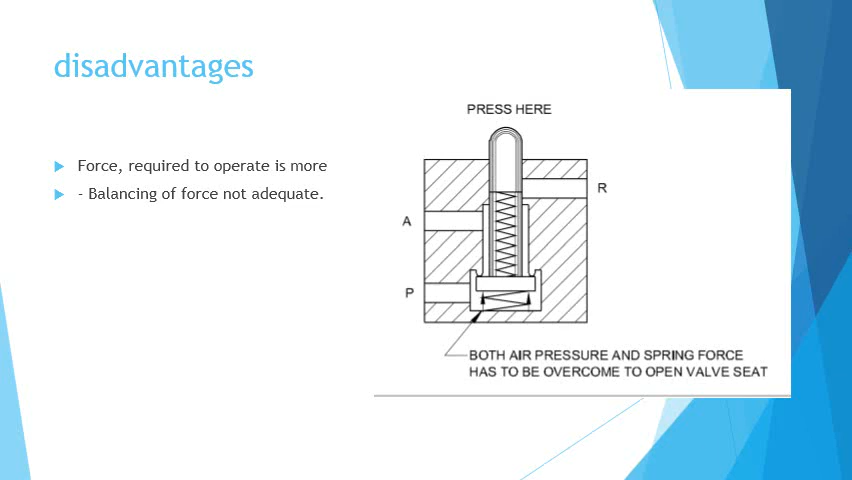 disadvantages
Force, required to operate is more
- Balancing of force not adequate.
PRESS HERE
R
A
P
BOTH AIR PRESSURE AND SPRING FORCE
HAS TO BE OVERCOME TO OPEN VALVE SEAT